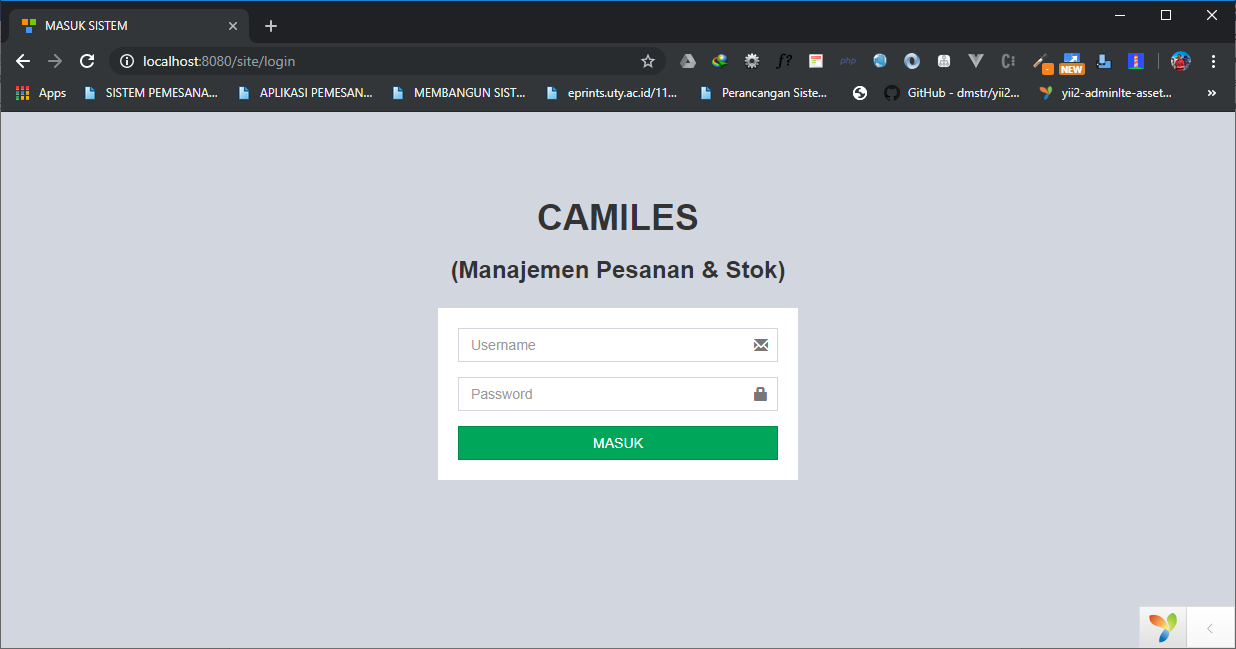 MASUK SISTEM
localhost:8080/site/login
f? php C: NEW
Apps SISTEM PEMESANA... APLIKASI PEMESAN... MEMBANGUN SIST... eprints.uty.ac.id/11... Perancangan Siste... GitHub - dmstr/yii2... yii2-adminlte-asset... »
CAMILES
(Manajemen Pesanan & Stok)
Username
Password
MASUK